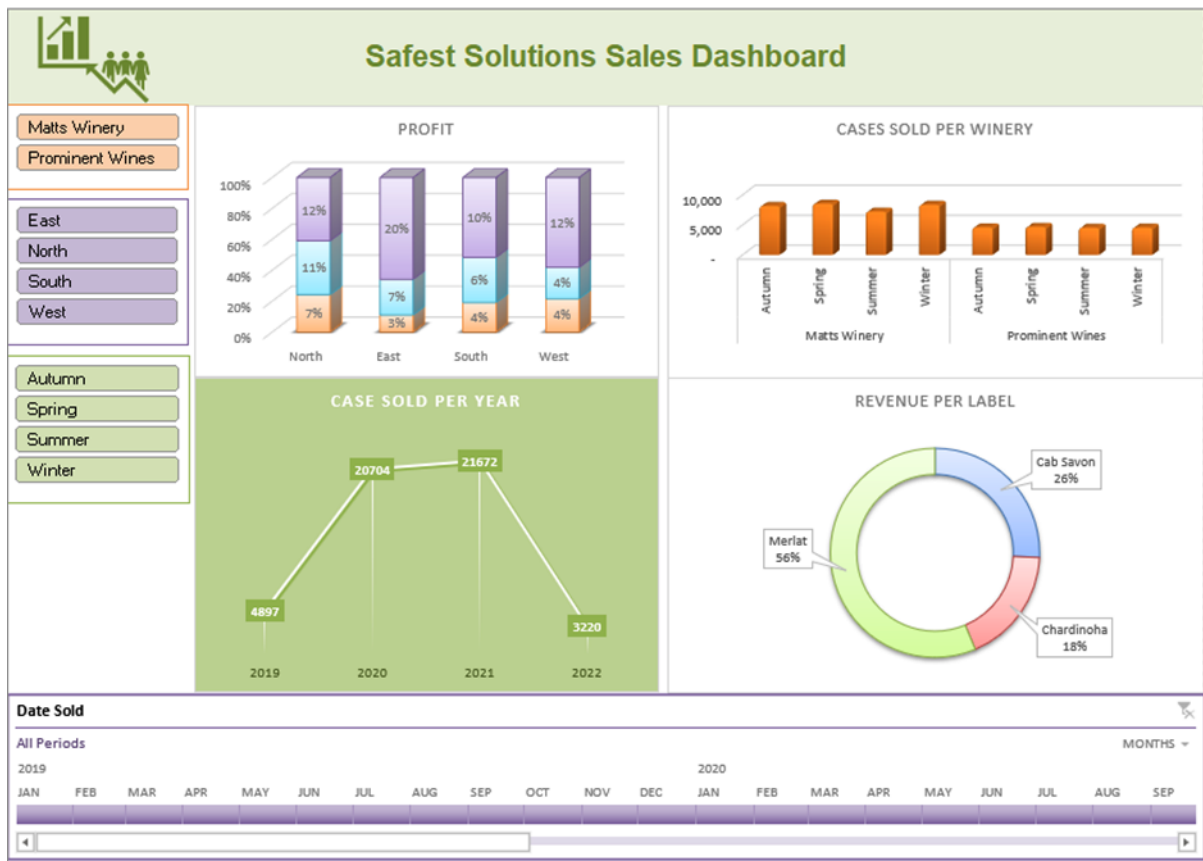 Safest Solutions Sales Dashboard
Matts Winery
Prominent Wines
East
North
South
West
Autumn
Spring
Summer
Winter
PROFIT
100%
80%
60%
40%
20%
0%
12%
11%
7%
20%
7%
3%
10%
6%
4%
12%
4%
4%
North East South West
CASES SOLD PER WINERY
10,000
5,000
-
Autumn Spring Summer Winter Autumn Spring Summer Winter
Matts Winery Prominent Wines
CASE SOLD PER YEAR
4897
20704
21672
3220
2019 2020 2021 2022
REVENUE PER LABEL
Cab Savon
26%
Merlat
56%
Chardinoha
18%
Date Sold
All Periods MONTHS
2019 2020
JAN FEB MAR APR MAY JUN JUL AUG SEP OCT NOV DEC JAN FEB MAR APR MAY JUN JUL AUG SEP